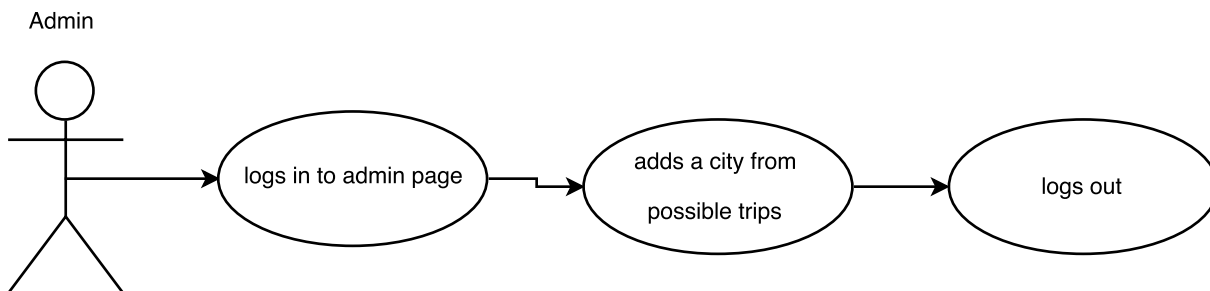 Admin
logs in to admin page
adds a city from
possible trips
logs out